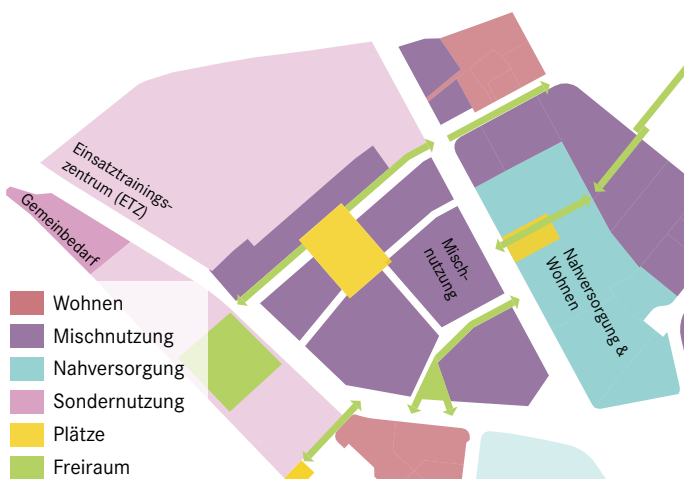 Einsatztrainings-
zentrum (ETZ)
Gemeinbedarf
Misch-
nutzung
Nahversorgung &
Wohnen
Wohnen
Mischnutzung
Nahversorgung
Sondernutzung
Plätze
Freiraum